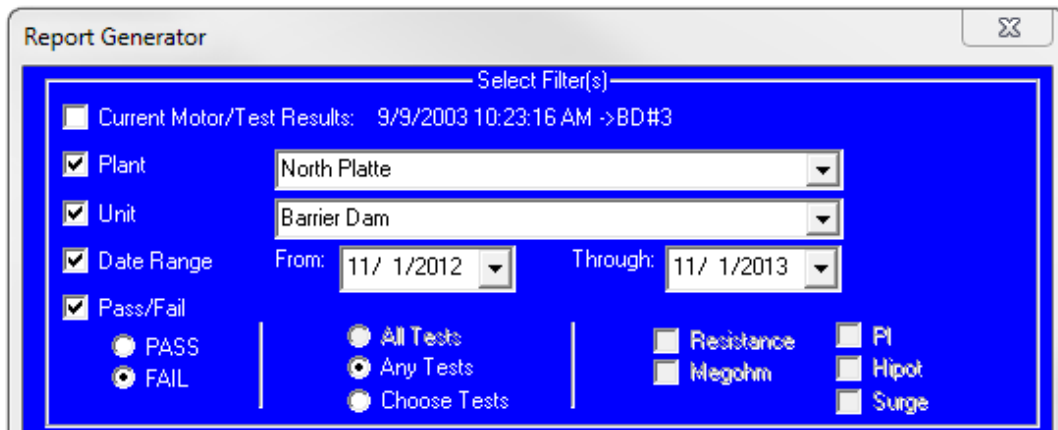 Report Generator
Select Filter(s)
Current Motor/Test Results: 9/9/2003 10:23:16 AM ->BD#3
Plant North Platte
Unit Barrier Dam
Date Range From: 11/ 1/2012 Through: 11/ 1/2013
Pass/Fail
PASS All Tests Resistance PI
FAIL Any Tests Megohm Hipot
Choose Tests Surge